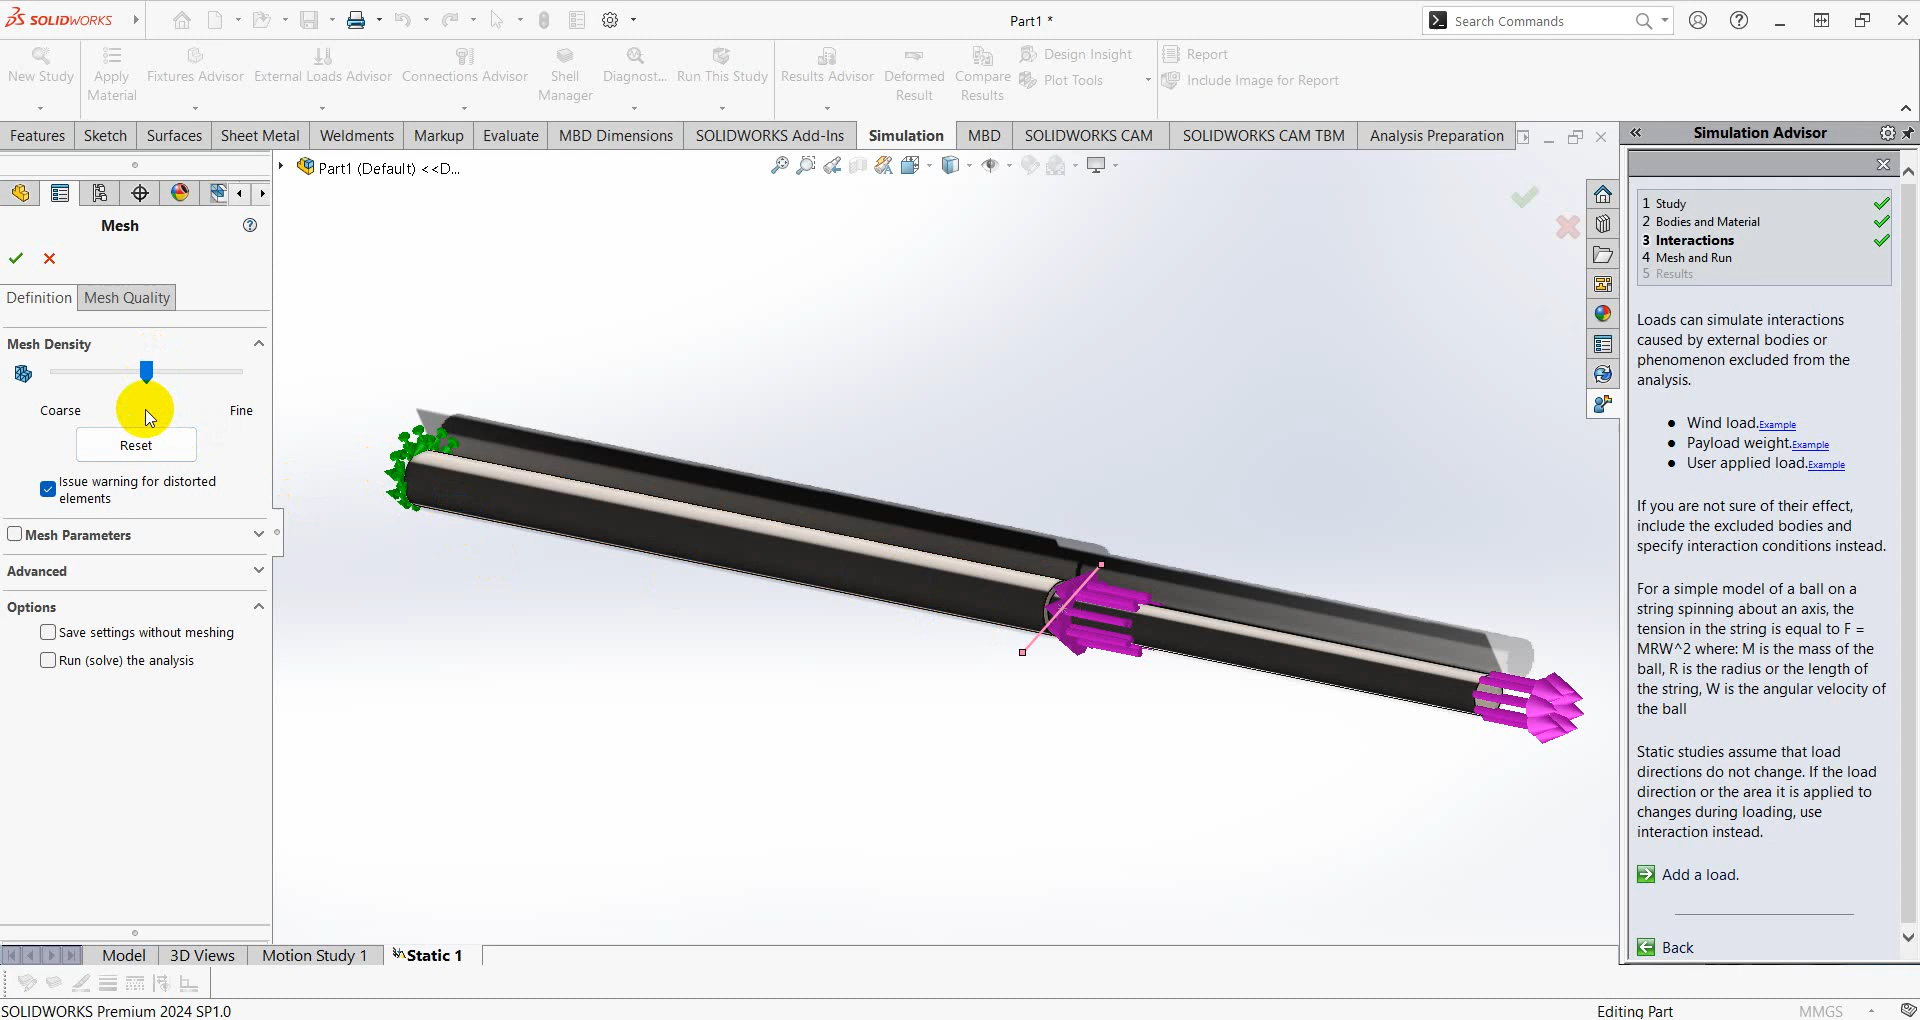 SOLIDWORKS
Part1 *
Search Commands
New Study
Apply
Material
Fixtures Advisor
External Loads Advisor
Connections Advisor
Shell
Manager
Diagnost...
Run This Study
Results Advisor
Deformed
Result
Compare
Results
Design Insight
Plot Tools
Report
Include Image for Report
Features
Sketch
Surfaces
Sheet Metal
Weldments
Markup
Evaluate
MBD Dimensions
SOLIDWORKS Add-Ins
Simulation
MBD
SOLIDWORKS CAM
SOLIDWORKS CAM TBM
Analysis Preparation
Simulation Advisor
Part1 (Default) <<D...
Mesh
Definition
Mesh Quality
Mesh Density
Coarse
Fine
Reset
Issue warning for distorted
elements
Mesh Parameters
Advanced
Options
Save settings without meshing
Run (solve) the analysis
1 Study
2 Bodies and Material
3 Interactions
4 Mesh and Run
5 Results
Loads can simulate interactions
caused by external bodies or
phenomenon excluded from the
analysis.
● Wind load.Example
● Payload weight.Example
● User applied load.Example
If you are not sure of their effect,
include the excluded bodies and
specify interaction conditions instead.
For a simple model of a ball on a
string spinning about an axis, the
tension in the string is equal to F =
MRW^2 where: M is the mass of the
ball, R is the radius or the length of
the string, W is the angular velocity of
the ball
Static studies assume that load
directions do not change. If the load
direction or the area it is applied to
changes during loading, use
interaction instead.
Add a load.
Back
Model
3D Views
Motion Study 1
Static 1
SOLIDWORKS Premium 2024 SP1.0
Editing Part
MMGS